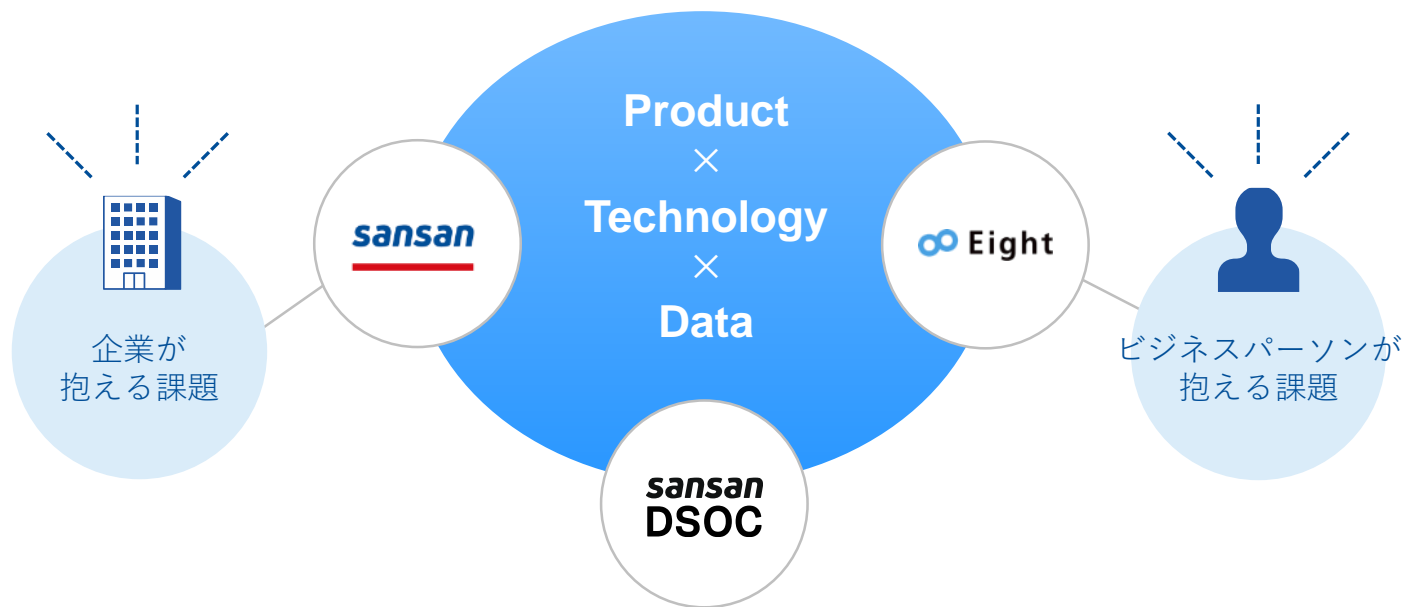 Product
×
Technology
×
Data
sansan
Eight
企業が
抱える課題
ビジネスパーソンが
抱える課題
sansan
DSOC